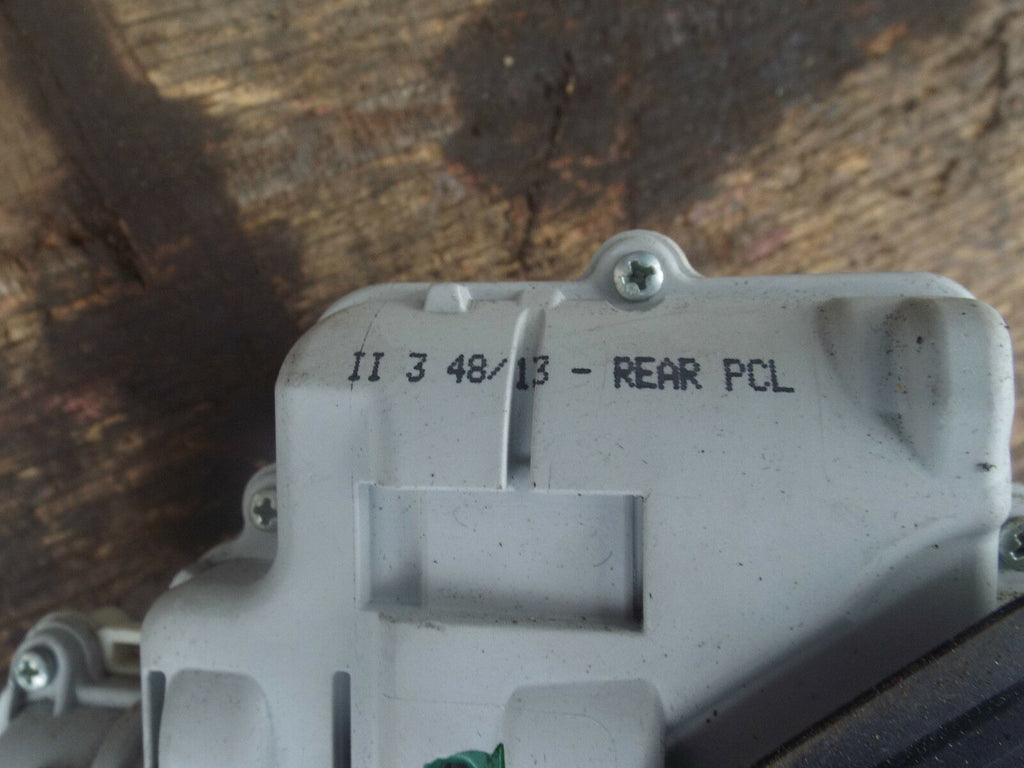 II 3 48/13 - REAR PCL